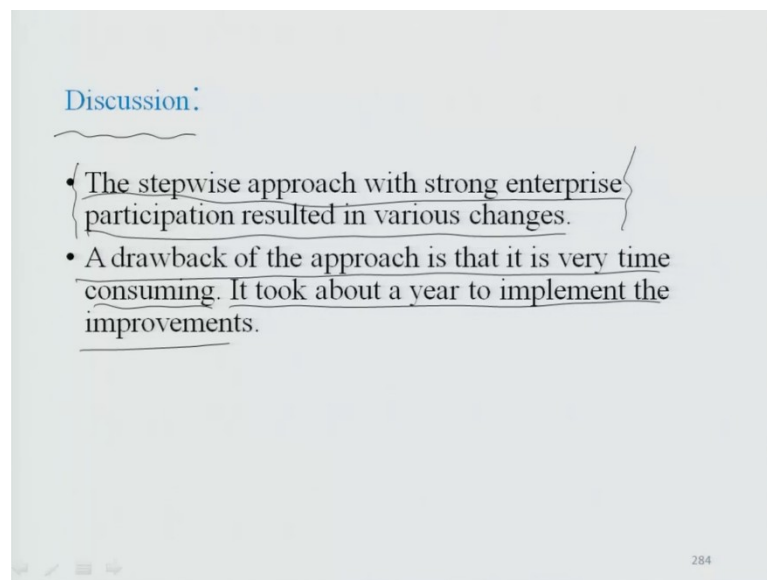 Discussion:
• The stepwise approach with strong enterprise
participation resulted in various changes.
• A drawback of the approach is that it is very time
consuming. It took about a year to implement the
improvements.
284